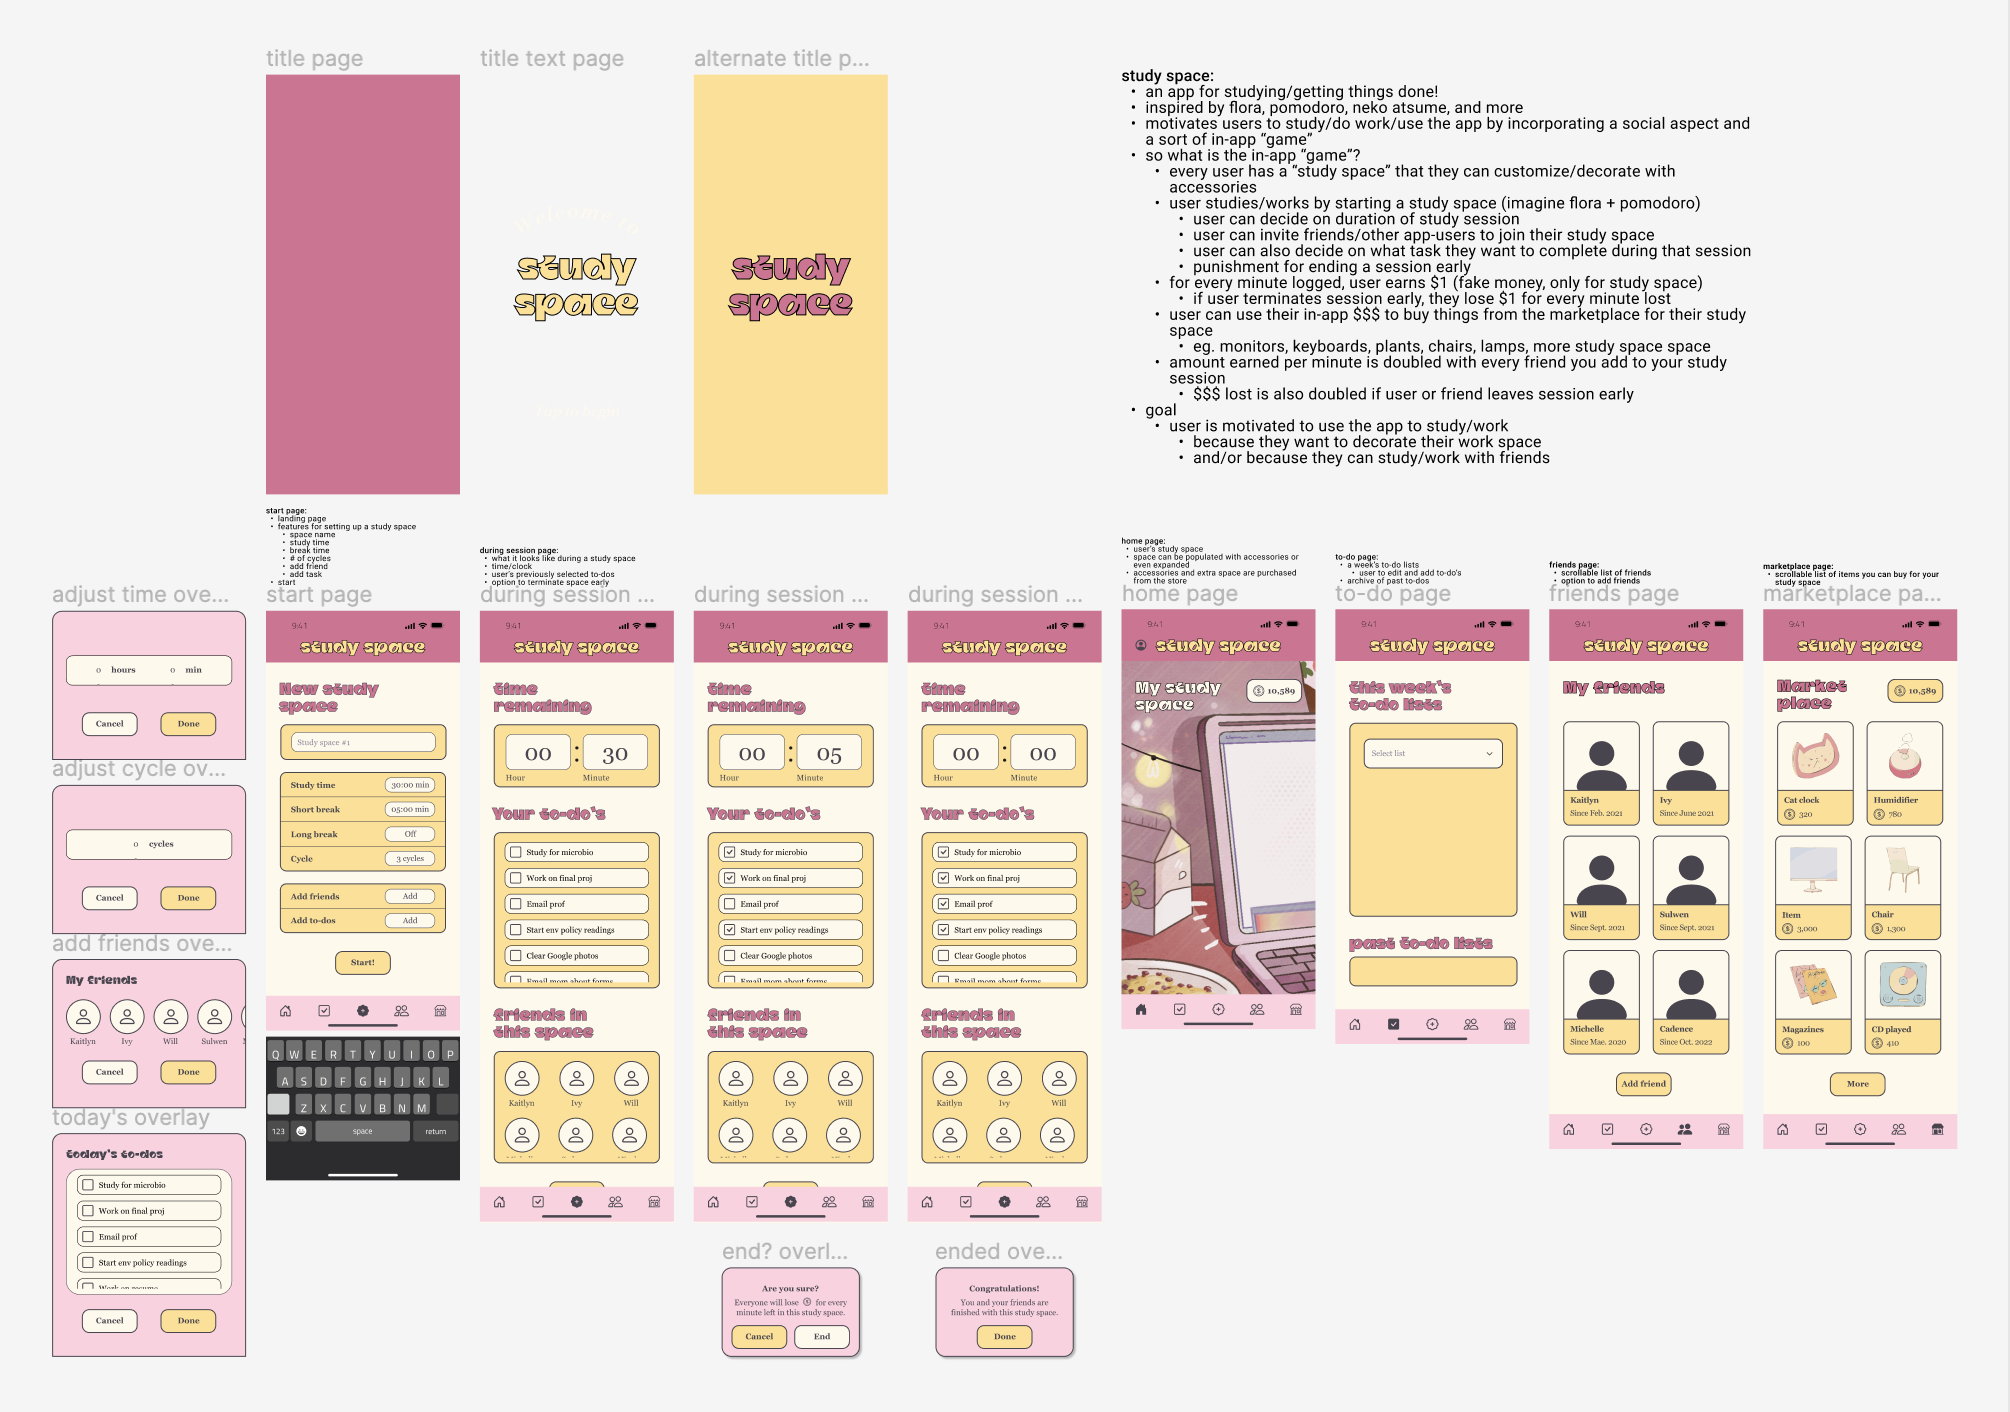 title page
title text page
alternate title p...
Welcome to
study
space
Tap to begin
study
space
study space:
• an app for studying/getting things done!
• inspired by flora, pomodoro, neko atsume, and more
• motivates users to study/do work/use the app by incorporating a social aspect and
a sort of in-app “game”
• so what is the in-app “game”?
• every user has a “study space” that they can customize/decorate with
accessories
• user studies/works by starting a study space (imagine flora + pomodoro)
• user can decide on duration of study session
• user can invite friends/other app-users to join their study space
• user can also decide on what task they want to complete during that session
• punishment for ending a session early
• for every minute logged, user earns $1 (fake money, only for study space)
• if user terminates session early, they lose $1 for every minute lost
• user can use their in-app $$$ to buy things from the marketplace for their study
space
• eg. monitors, keyboards, plants, chairs, lamps, more study space space
• amount earned per minute is doubled with every friend you add to your study
session
• $$$ lost is also doubled if user or friend leaves session early
• goal
• user is motivated to use the app to study/work
• because they want to decorate their work space
• and/or because they can study/work with friends
adjust time ove...
0 hours 0 min
Cancel Done
adjust cycle ov...
0 cycles
Cancel Done
add friends ove...
My friends
Kaitlyn Ivy Will Sulwen
Cancel Done
today's overlay
today's to-dos
Study for microbio
Work on final proj
Email prof
Start env policy readings
Work on resume
Cancel Done
start page:
• landing page
• features for setting up a study space
• space name
• study time
• break time
• # of cycles
• add friend
• add task
• start
start page
9:41
study space
New study
space
Study space #1
Study time 30:00 min
Short break 05:00 min
Long break Off
Cycle 3 cycles
Add friends Add
Add to-dos Add
Start!
Q W E R T Y U I O P
A S D F G H J K L
Z X C V B N M
123 space return
during session page:
• what it looks like during a study space
• time/clock
• user's previously selected to-dos
• option to terminate space early
during session ...
9:41
study space
time
remaining
00 : 30
Hour Minute
Your to-do's
Study for microbio
Work on final proj
Email prof
Start env policy readings
Clear Google photos
Email mom about forms
friends in
this space
Kaitlyn Ivy Will
during session ...
9:41
study space
time
remaining
00 : 05
Hour Minute
Your to-do's
Study for microbio
Work on final proj
Email prof
Start env policy readings
Clear Google photos
Email mom about forms
friends in
this space
Kaitlyn Ivy Will
end? overl...
Are you sure?
Everyone will lose $ for every
minute left in this study space.
Cancel End
during session ...
9:41
study space
time
remaining
00 : 00
Hour Minute
Your to-do's
Study for microbio
Work on final proj
Email prof
Start env policy readings
Clear Google photos
Email mom about forms
friends in
this space
Kaitlyn Ivy Will
ended ove...
Congratulations!
You and your friends are
finished with this study space.
Done
home page:
• user's study space
• space can be populated with accessories or
even expanded
• accessories and extra space are purchased
from the store
home page
9:41
study space
My study
space
$ 10,589
to-do page:
• a week's to-do lists
• user to edit and add to-do's
• archive of past to-dos
to-do page
9:41
study space
this week's
to-do lists
Select list
past to-do lists
friends page:
• scrollable list of friends
• option to add friends
friends page
9:41
study space
My friends
Kaitlyn
Since Feb. 2021
Ivy
Since June 2021
Will
Since Sept. 2021
Sulwen
Since Sept. 2021
Michelle
Since Mae. 2020
Cadence
Since Oct. 2022
Add friend
marketplace page:
• scrollable list of items you can buy for your
study space
marketplace pa...
9:41
study space
Market
place
$ 10,589
Cat clock
$ 320
Humidifier
$ 780
Item
$ 3,000
Chair
$ 1,300
Magazines
$ 100
CD played
$ 410
More